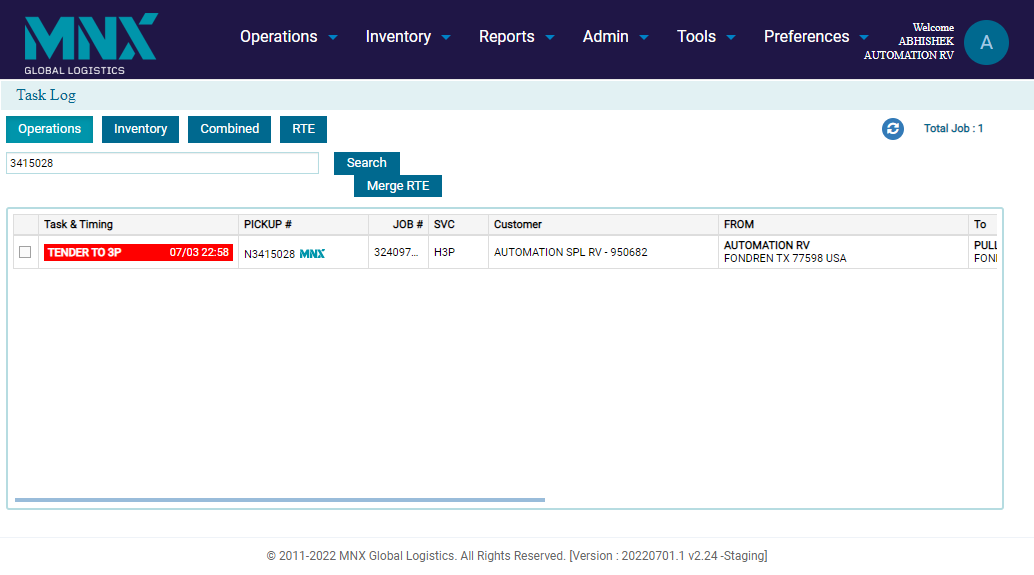 MNX
GLOBAL LOGISTICS
Operations Inventory Reports Admin Tools Preferences
Welcome
ABHISHEK
AUTOMATION RV
A
Task Log
Operations Inventory Combined RTE
Total Job : 1
3415028
Search
Merge RTE
Task & Timing PICKUP # JOB # SVC Customer FROM To
TENDER TO 3P 07/03 22:58 N3415028 MNX 324097... H3P AUTOMATION SPL RV - 950682 AUTOMATION RV PULL
FONDREN TX 77598 USA FON
© 2011-2022 MNX Global Logistics. All Rights Reserved. [Version : 20220701.1 v2.24 -Staging]